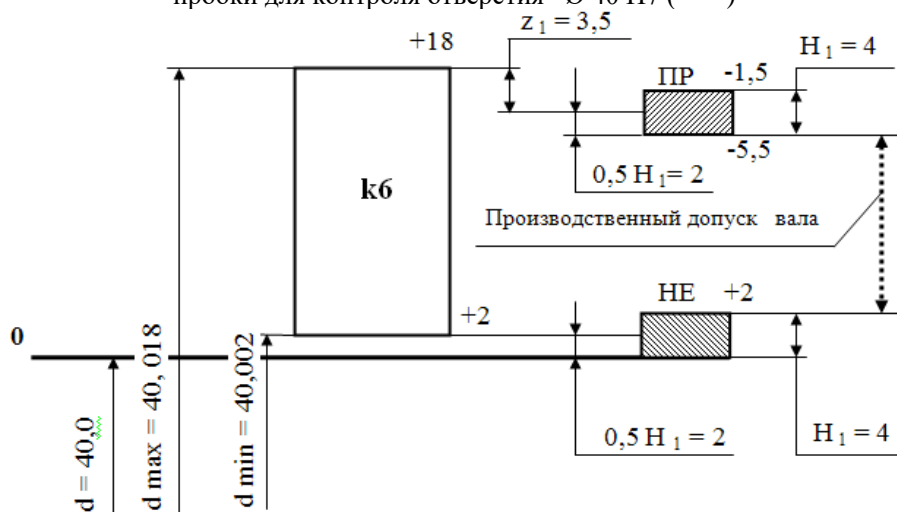 пробки для контроля отверстия Ø 40 H7 (
z 1 = 3,5
+18
H 1 = 4
ПР -1,5
-5,5
0,5 H 1= 2
k6
Производственный допуск вала
НЕ +2
+2
0
d = 40,0
d max = 40, 018
d min = 40,002
0,5 H 1 = 2
H 1 = 4